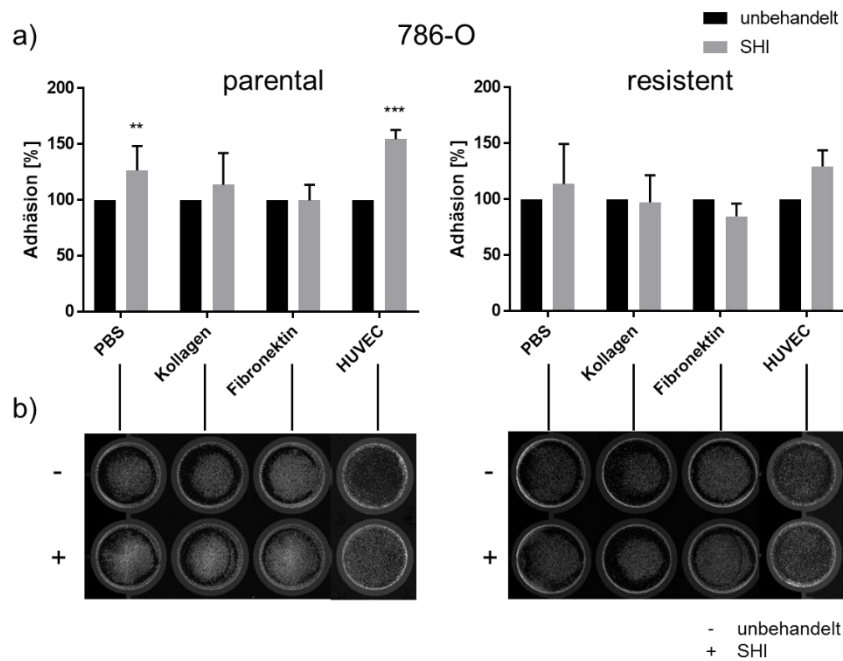 a)
786-O
unbehandelt
SHI
parental
200
150
100
50
0
Adhäsion [%]
**
***
PBS
Kollagen
Fibronektin
HUVEC
resistent
200
150
100
50
0
Adhäsion [%]
PBS
Kollagen
Fibronektin
HUVEC
b)
-
+
-
+
- unbehandelt
+ SHI